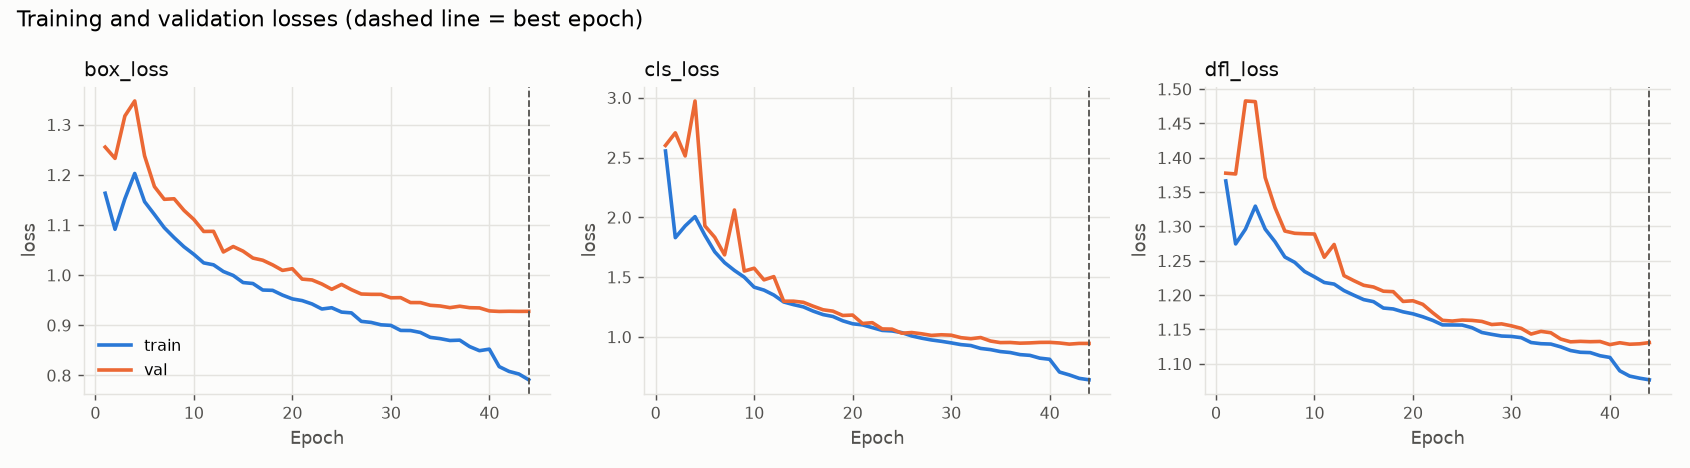 Training and validation losses (dashed line = best epoch)
box_loss
cls_loss
dfl_loss
loss
1.3
1.2
1.1
1.0
0.9
0.8
train
val
0 10 20 30 40
Epoch
loss
3.0
2.5
2.0
1.5
1.0
0 10 20 30 40
Epoch
loss
1.50
1.45
1.40
1.35
1.30
1.25
1.20
1.15
1.10
0 10 20 30 40
Epoch